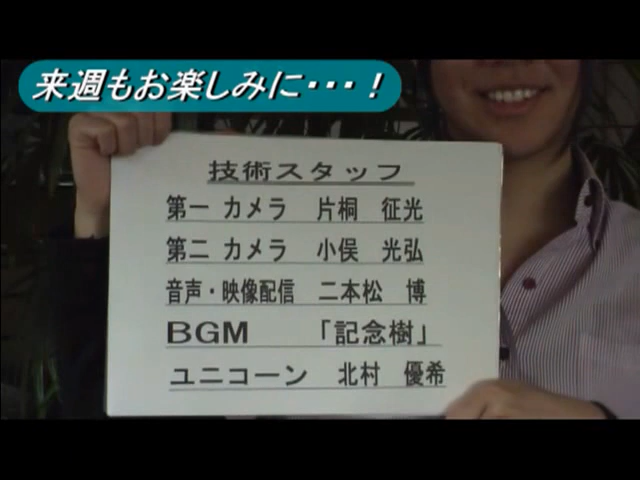 来週もお楽しみに・・・！
技術スタッフ
第一 カメラ 片桐 征光
第二 カメラ 小俣 光弘
音声・映像配信 二本松 博
BGM 「記念樹」
ユニコーン 北村 優希